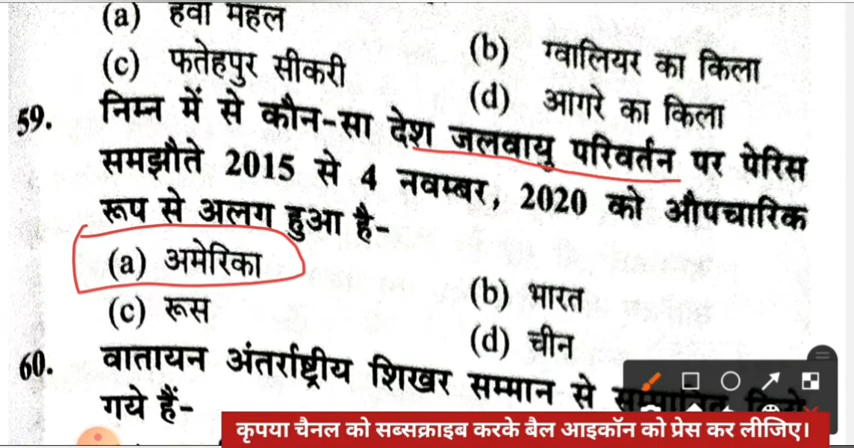 (a) हवा महल
(b) ग्वालियर का किला
(c) फतेहपुर सीकरी
(d) आगरे का किला
59. निम्न में से कौन-सा देश जलवायु परिवर्तन पर पेरिस
समझौते 2015 से 4 नवम्बर, 2020 को औपचारिक
रूप से अलग हुआ है-
(a) अमेरिका
(b) भारत
(c) रूस
(d) चीन
60. वातायन अंतर्राष्ट्रीय शिखर सम्मान से सम्मानित किये
गये हैं-
कृपया चैनल को सब्सक्राइब करके बैल आइकॉन को प्रेस कर लीजिए।